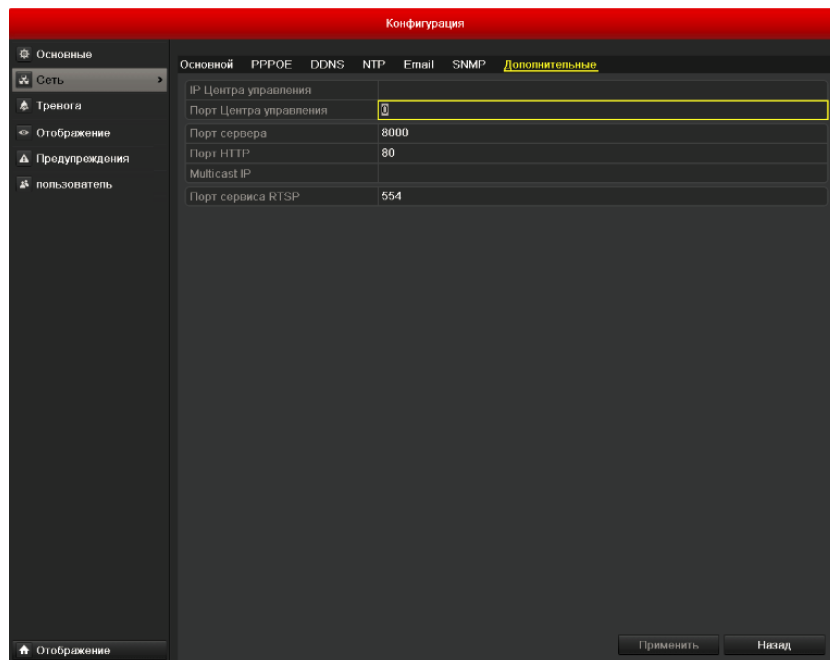 Конфигурация
Основные
Сеть
Тревога
Отображение
Предупреждения
пользователь
Отображение
Основной PPPOE DDNS NTP Email SNMP Дополнительные
IP Центра управления
Порт Центра управления 0
Порт сервера 8000
Порт HTTP 80
Multicast IP
Порт сервиса RTSP 554
Применить Назад